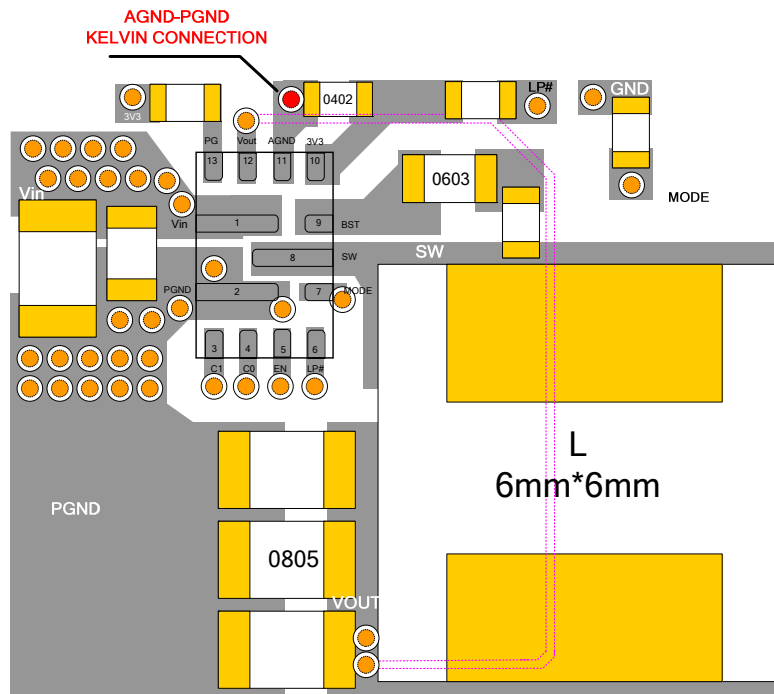 AGND-PGND
KELVIN CONNECTION
3V3
0402
LP#
GND
PG
Vout
AGND
3V3
13
12
11
10
0603
MODE
Vin
Vin
1
9
BST
8
SW
SW
PGND
2
7
MODE
3
4
5
6
C1
C0
EN
LP#
L
6mm*6mm
PGND
0805
VOUT